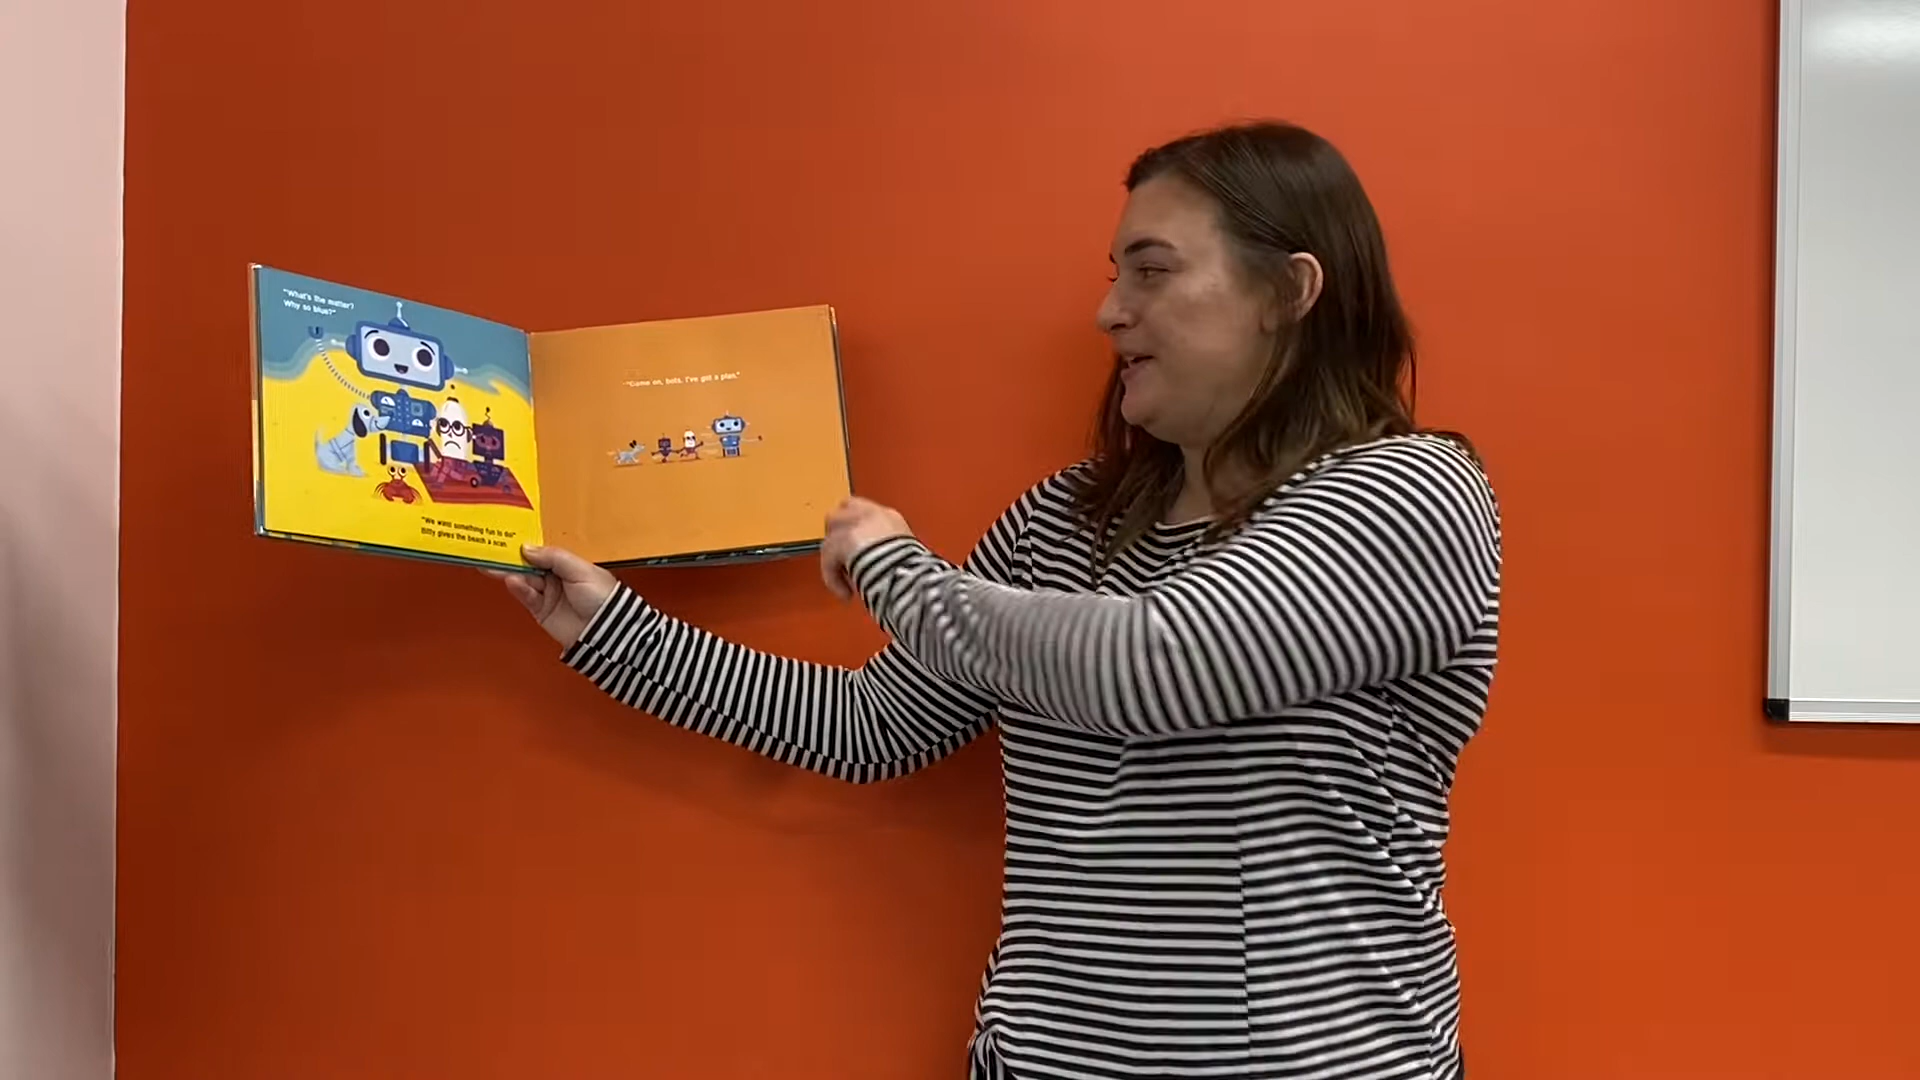 "What's the matter?
Why so blue?"
"We want something fun to do!"
Bitty gives the beach a scan.
"Come on, bots. I've got a plan."